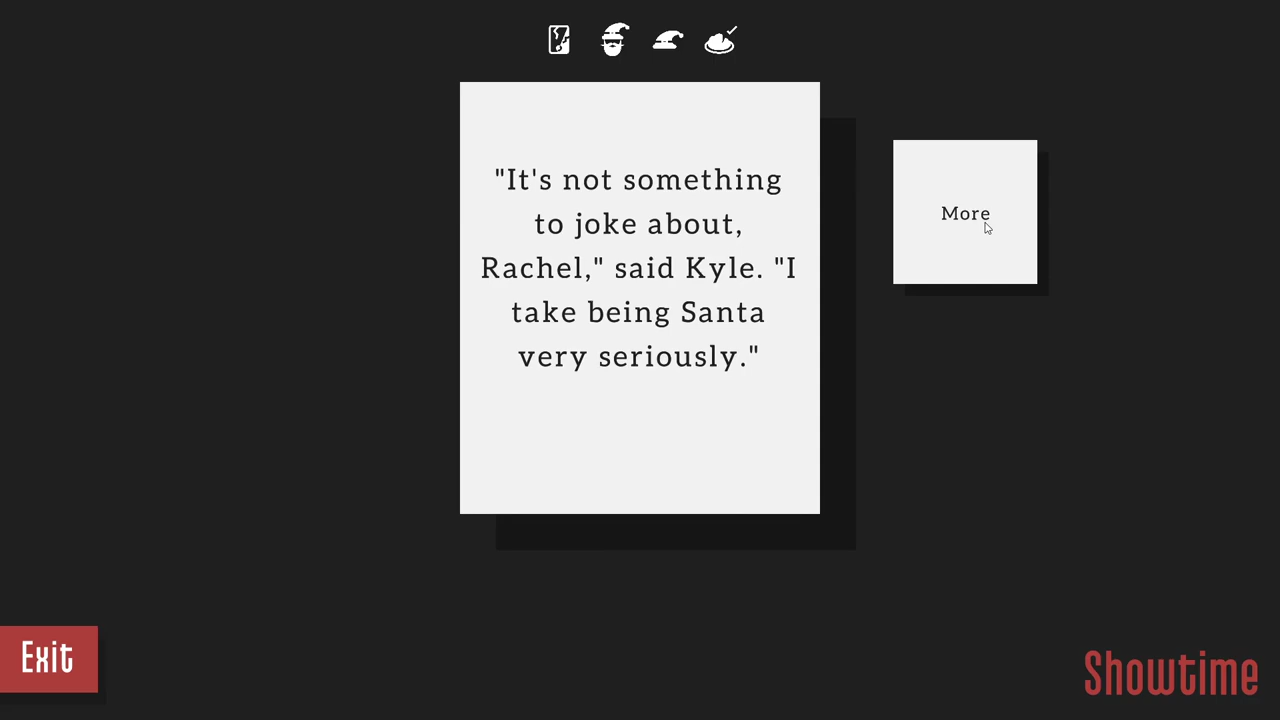 "It's not something
to joke about,
Rachel," said Kyle. "I
take being Santa
very seriously."
More
Exit
Showtime